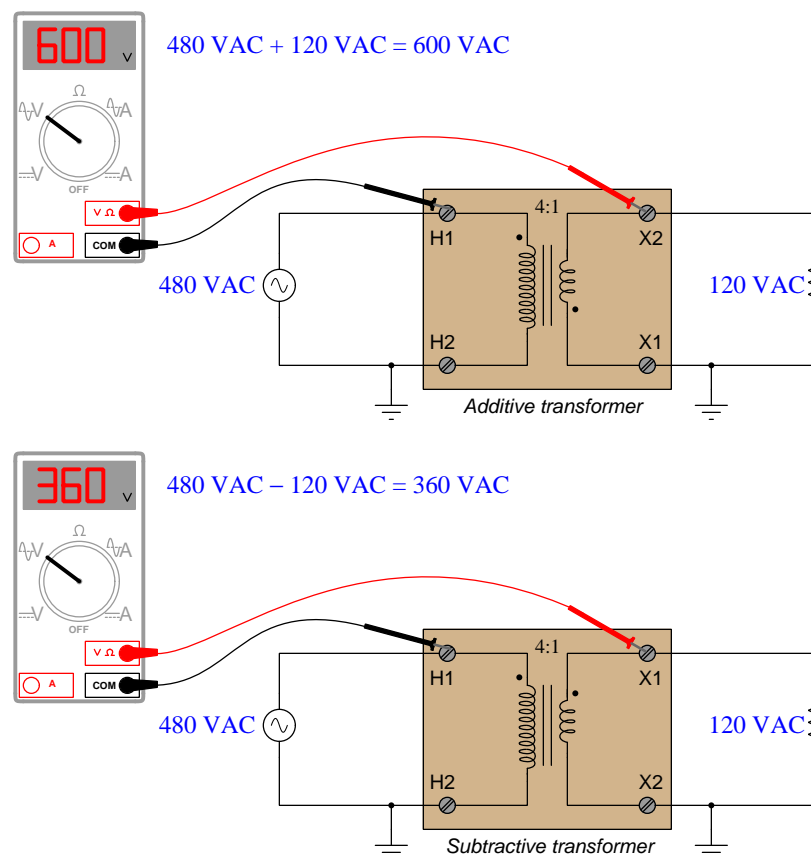 600 V
480 VAC + 120 VAC = 600 VAC
Ω
V A
V A
OFF
V Ω
A COM
4:1
H1 X2
480 VAC 120 VAC
H2 X1
Additive transformer
360 V
480 VAC − 120 VAC = 360 VAC
Ω
V A
V A
OFF
V Ω
A COM
4:1
H1 X1
480 VAC 120 VAC
H2 X2
Subtractive transformer